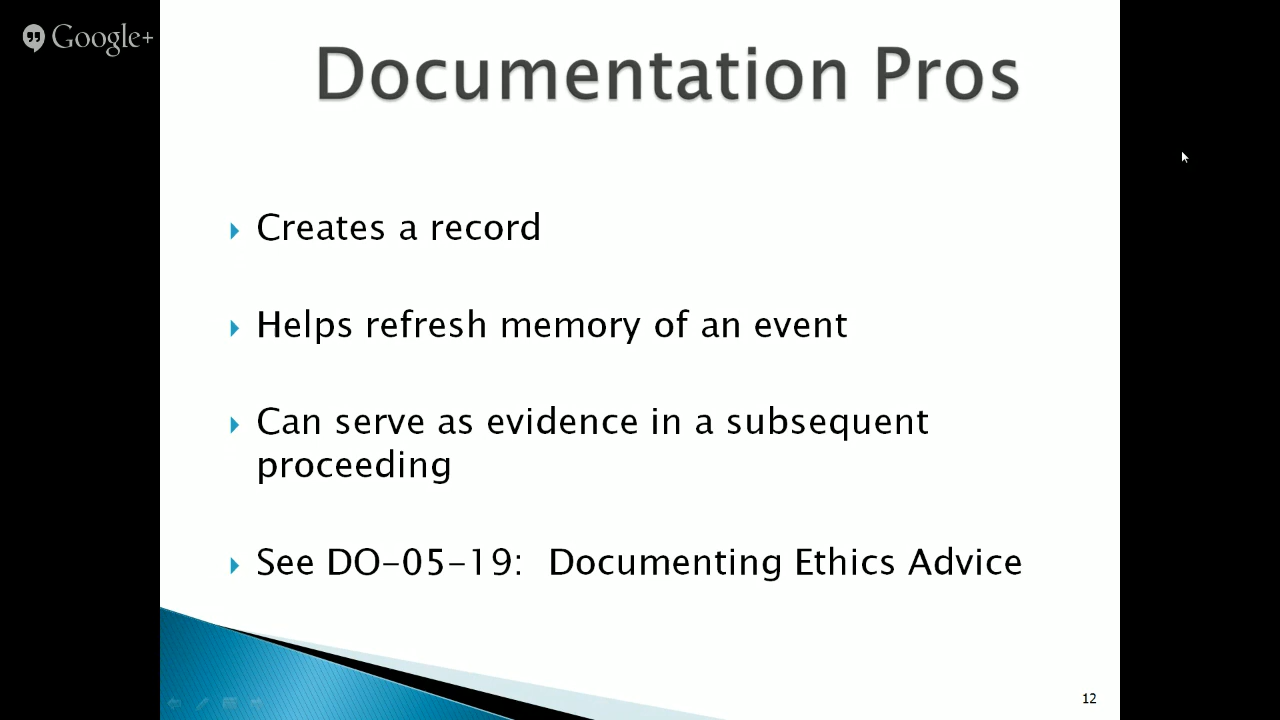 Google+
Documentation Pros
Creates a record
Helps refresh memory of an event
Can serve as evidence in a subsequent
proceeding
See DO-05-19:  Documenting Ethics Advice
12